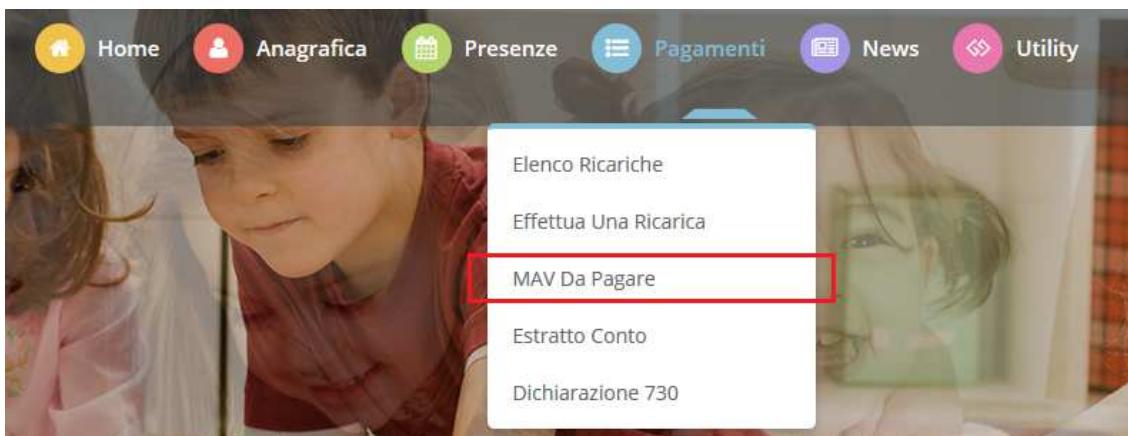 Home Anagrafica Presenze Pagamenti News Utility
Elenco Ricariche
Effettua Una Ricarica
MAV Da Pagare
Estratto Conto
Dichiarazione 730